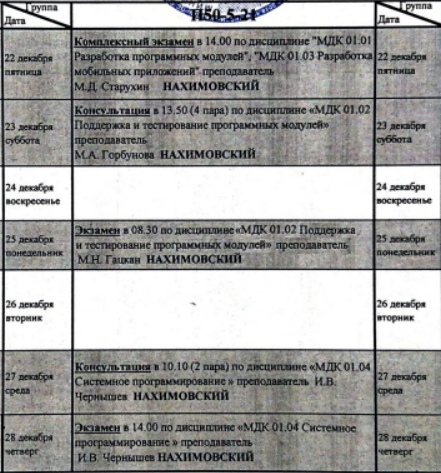 Группа
П50-5-21
Группа
Дата
Дата
22 декабря
пятница
Комплексный экзамен в 14.00 по дисциплине "МДК 01.01
Разработка программных модулей", "МДК 01.03 Разработка
мобильных приложений" преподаватель
М.Д. Старухин НАХИМОВСКИЙ
22 декабря
пятница
23 декабря
суббота
Консультация в 13.50 (4 пара) по дисциплине «МДК 01.02
Поддержка и тестирование программных модулей»
преподаватель
М.А. Горбунова НАХИМОВСКИЙ
23 декабря
суббота
24 декабря
воскресенье
24 декабря
воскресенье
25 декабря
понедельник
Экзамен в 08.30 по дисциплине «МДК 01.02 Поддержка
и тестирование программных модулей» преподаватель
М.Н. Гацкан НАХИМОВСКИЙ
25 декабря
понедельник
26 декабря
вторник
26 декабря
вторник
27 декабря
среда
Консультация в 10.10 (2 пара) по дисциплине «МДК 01.04
Системное программирование » преподаватель И.В.
Чернышев НАХИМОВСКИЙ
27 декабря
среда
28 декабря
четверг
Экзамен в 14.00 по дисциплине «МДК 01.04 Системное
программирование » преподаватель
И.В. Чернышев НАХИМОВСКИЙ
28 декабря
четверг